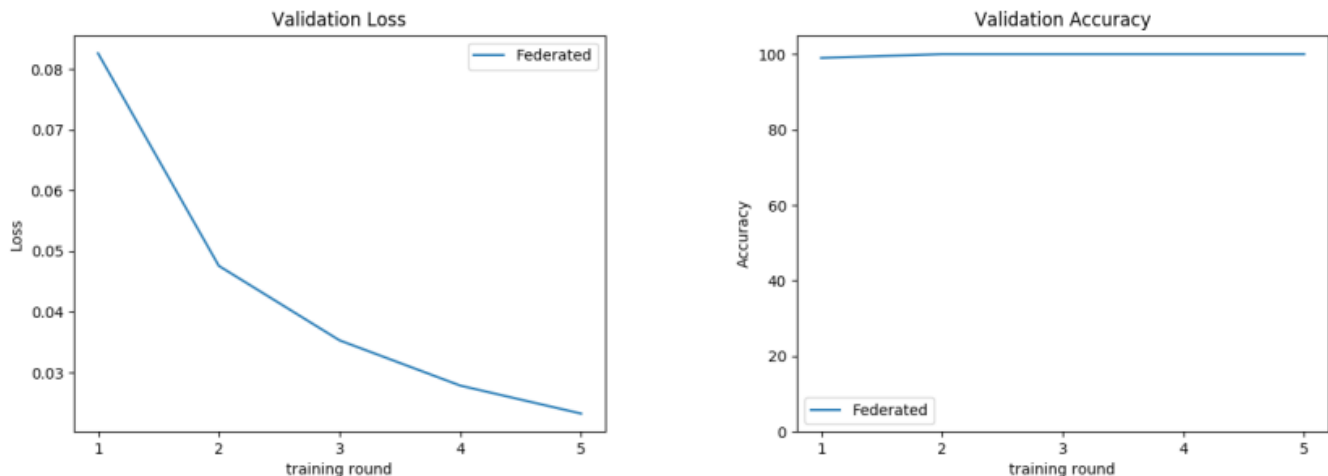 Validation Loss
Federated
0.08
0.07
0.06
0.05
0.04
0.03
Loss
1 2 3 4 5
training round
Validation Accuracy
100
80
60
40
20
0
Accuracy
Federated
1 2 3 4 5
training round